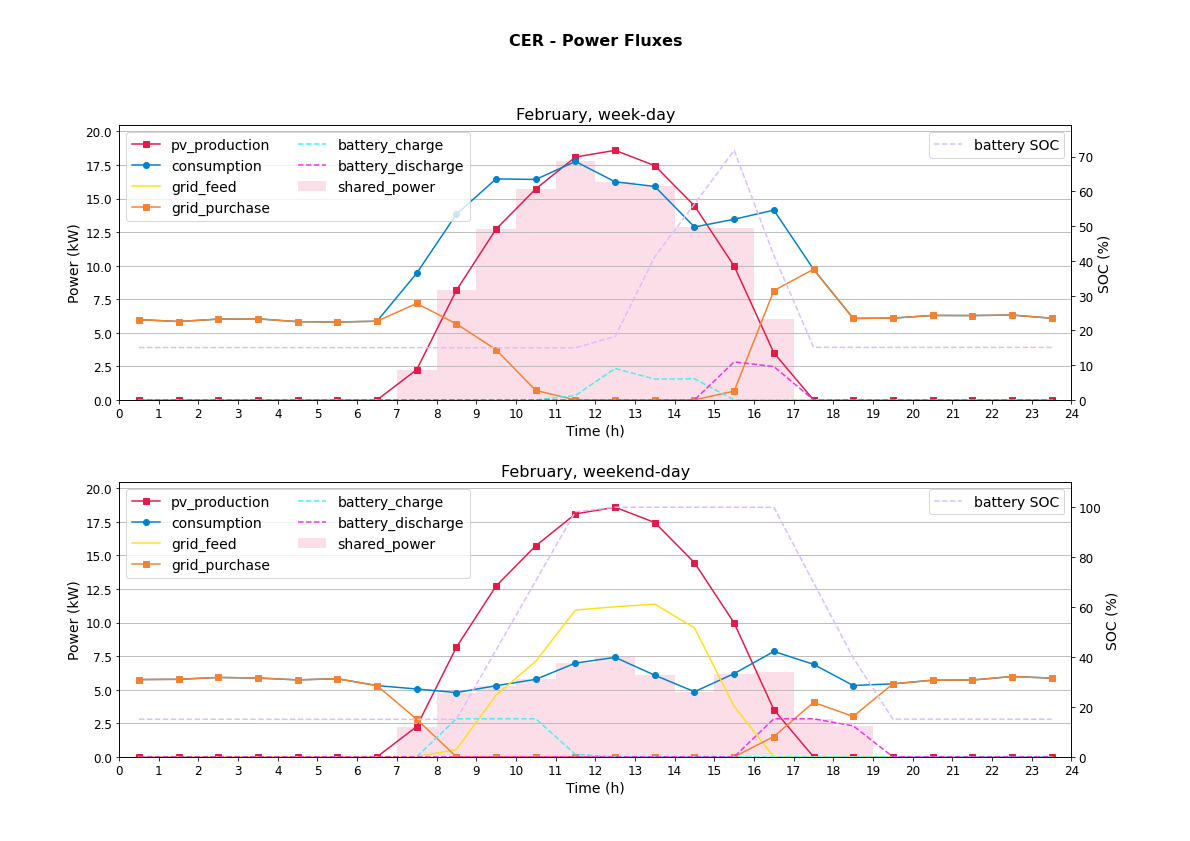 CER - Power Fluxes
February, week-day
pv_production
consumption
grid_feed
grid_purchase
battery_charge
battery_discharge
shared_power
battery SOC
20.0
17.5
15.0
12.5
10.0
7.5
5.0
2.5
0.0
Power (kW)
70
60
50
40
30
20
10
0
SOC (%)
0 1 2 3 4 5 6 7 8 9 10 11 12 13 14 15 16 17 18 19 20 21 22 23 24
Time (h)
February, weekend-day
pv_production
consumption
grid_feed
grid_purchase
battery_charge
battery_discharge
shared_power
battery SOC
20.0
17.5
15.0
12.5
10.0
7.5
5.0
2.5
0.0
Power (kW)
100
80
60
40
20
0
SOC (%)
0 1 2 3 4 5 6 7 8 9 10 11 12 13 14 15 16 17 18 19 20 21 22 23 24
Time (h)